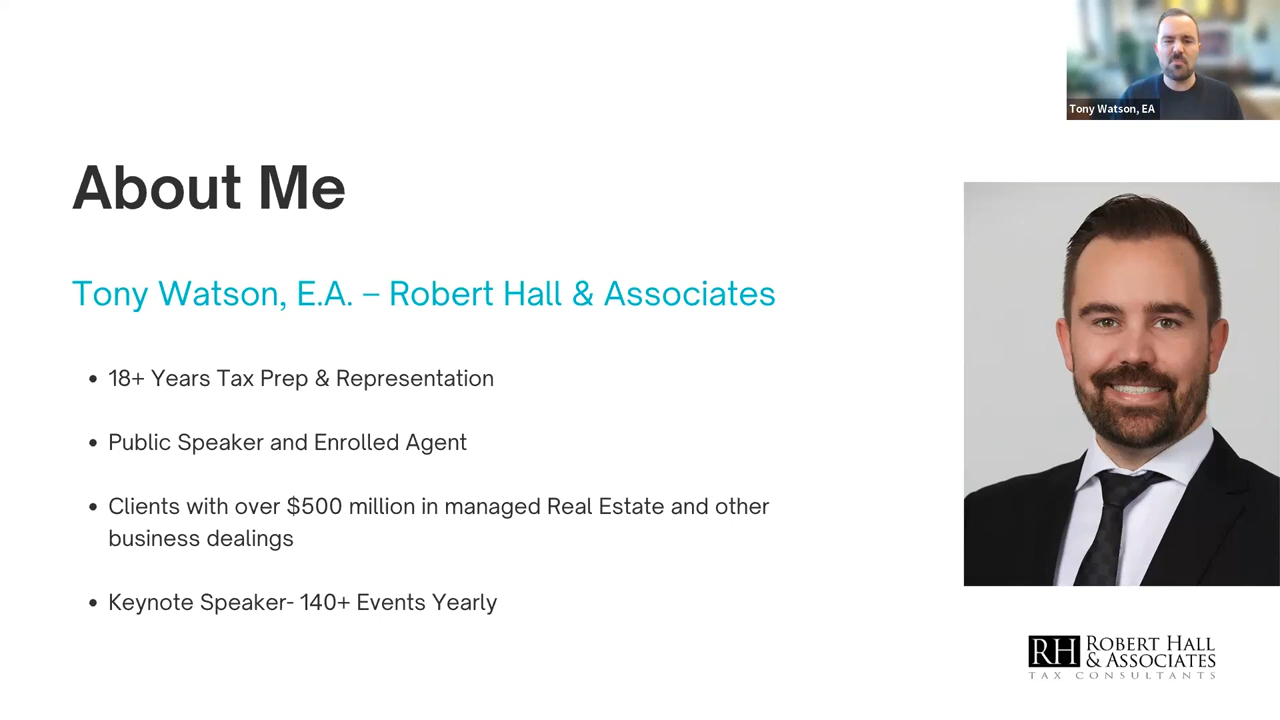 Tony Watson, EA
About Me
Tony Watson, E.A. – Robert Hall & Associates
• 18+ Years Tax Prep & Representation
• Public Speaker and Enrolled Agent
• Clients with over $500 million in managed Real Estate and other
business dealings
• Keynote Speaker- 140+ Events Yearly
RH
ROBERT HALL
& ASSOCIATES
TAX CONSULTANTS